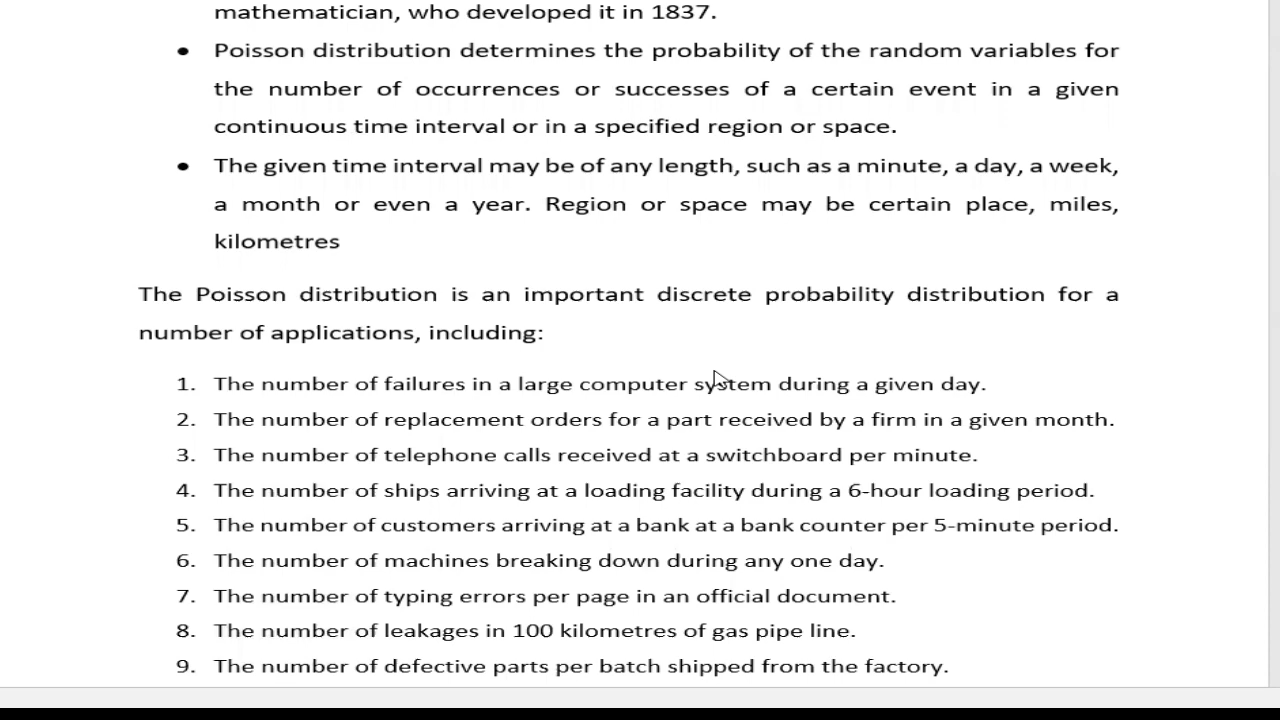 mathematician, who developed it in 1837.
• Poisson distribution determines the probability of the random variables for
the number of occurrences or successes of a certain event in a given
continuous time interval or in a specified region or space.
• The given time interval may be of any length, such as a minute, a day, a week,
a month or even a year. Region or space may be certain place, miles,
kilometres
The Poisson distribution is an important discrete probability distribution for a
number of applications, including:
1. The number of failures in a large computer system during a given day.
2. The number of replacement orders for a part received by a firm in a given month.
3. The number of telephone calls received at a switchboard per minute.
4. The number of ships arriving at a loading facility during a 6-hour loading period.
5. The number of customers arriving at a bank at a bank counter per 5-minute period.
6. The number of machines breaking down during any one day.
7. The number of typing errors per page in an official document.
8. The number of leakages in 100 kilometres of gas pipe line.
9. The number of defective parts per batch shipped from the factory.